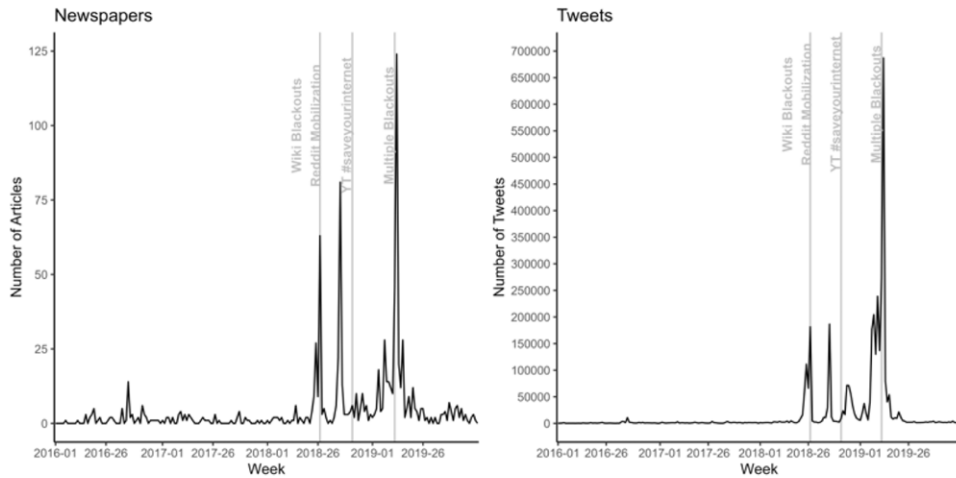 Newspapers
Number of Articles
125
100
75
50
25
0
Wiki Blackouts
Reddit Mobilization
YT #saveyourinternet
Multiple Blackouts
2016-01 2016-26 2017-01 2017-26 2018-01 2018-26 2019-01 2019-26
Week
Tweets
Number of Tweets
700000
650000
600000
550000
500000
450000
400000
350000
300000
250000
200000
150000
100000
50000
0
Wiki Blackouts
Reddit Mobilization
YT #saveyourinternet
Multiple Blackouts
2016-01 2016-26 2017-01 2017-26 2018-01 2018-26 2019-01 2019-26
Week